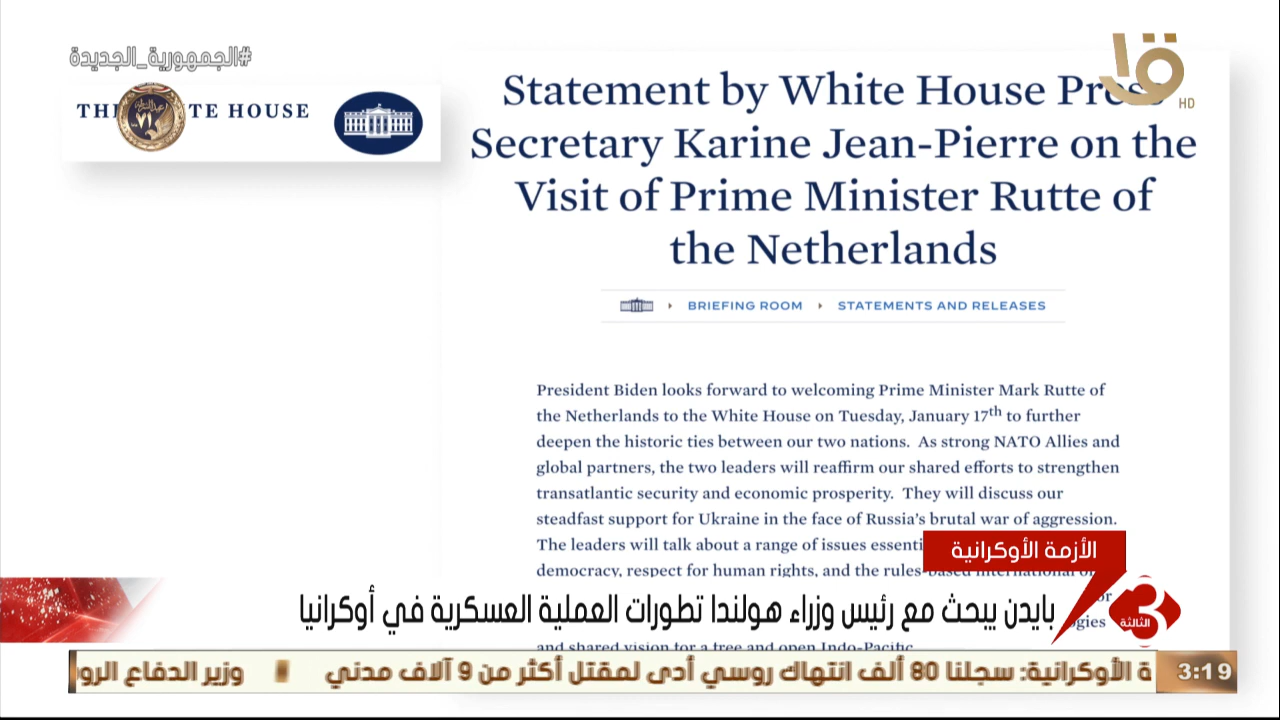 #الجمهورية_الجديدة
HD
THE WHITE HOUSE
Statement by White House Press
Secretary Karine Jean-Pierre on the
Visit of Prime Minister Rutte of
the Netherlands
BRIEFING ROOM
STATEMENTS AND RELEASES
President Biden looks forward to welcoming Prime Minister Mark Rutte of
the Netherlands to the White House on Tuesday, January 17th to further
deepen the historic ties between our two nations. As strong NATO Allies and
global partners, the two leaders will reaffirm our shared efforts to strengthen
transatlantic security and economic prosperity. They will discuss our
steadfast support for Ukraine in the face of Russia's brutal war of aggression.
The leaders will talk about a range of issues
democracy, respect for human rights, and the rules-based international
and shared vision for a free and open Indo-Pacific
الأزمة الأوكرانية
بايدن يبحث مع رئيس وزراء هولندا تطورات العملية العسكرية في أوكرانيا
3 الثالثة
الأوكرانية: سجلنا 80 ألف انتهاك روسي أدى لمقتل أكثر من 9 آلاف مدني
وزير الدفاع
3:19